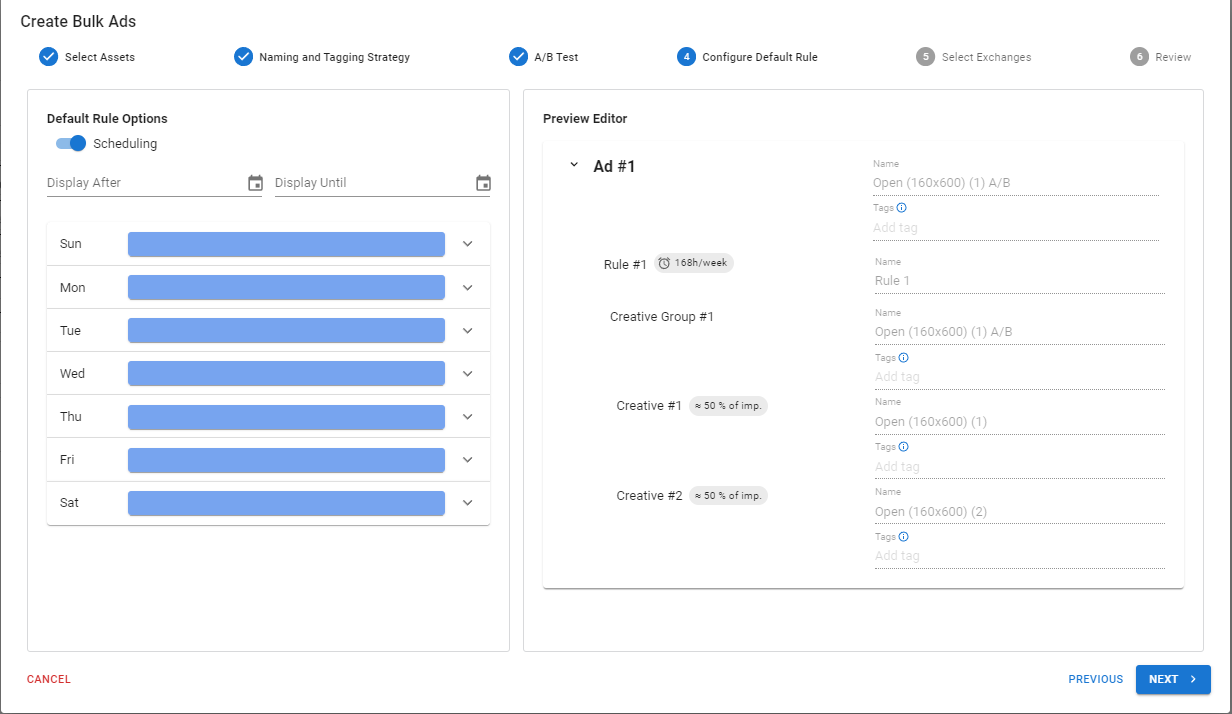 Create Bulk Ads
Select Assets
Naming and Tagging Strategy
A/B Test
4 Configure Default Rule
5 Select Exchanges
6 Review
Default Rule Options
Scheduling
Display After
Display Until
Sun
Mon
Tue
Wed
Thu
Fri
Sat
Preview Editor
Ad #1
Name
Open (160x600) (1) A/B
Tags
Add tag
Rule #1 168h/week
Name
Rule 1
Creative Group #1
Name
Open (160x600) (1) A/B
Tags
Add tag
Creative #1 ≈ 50 % of imp.
Name
Open (160x600) (1)
Tags
Add tag
Creative #2 ≈ 50 % of imp.
Name
Open (160x600) (2)
Tags
Add tag
CANCEL
PREVIOUS
NEXT